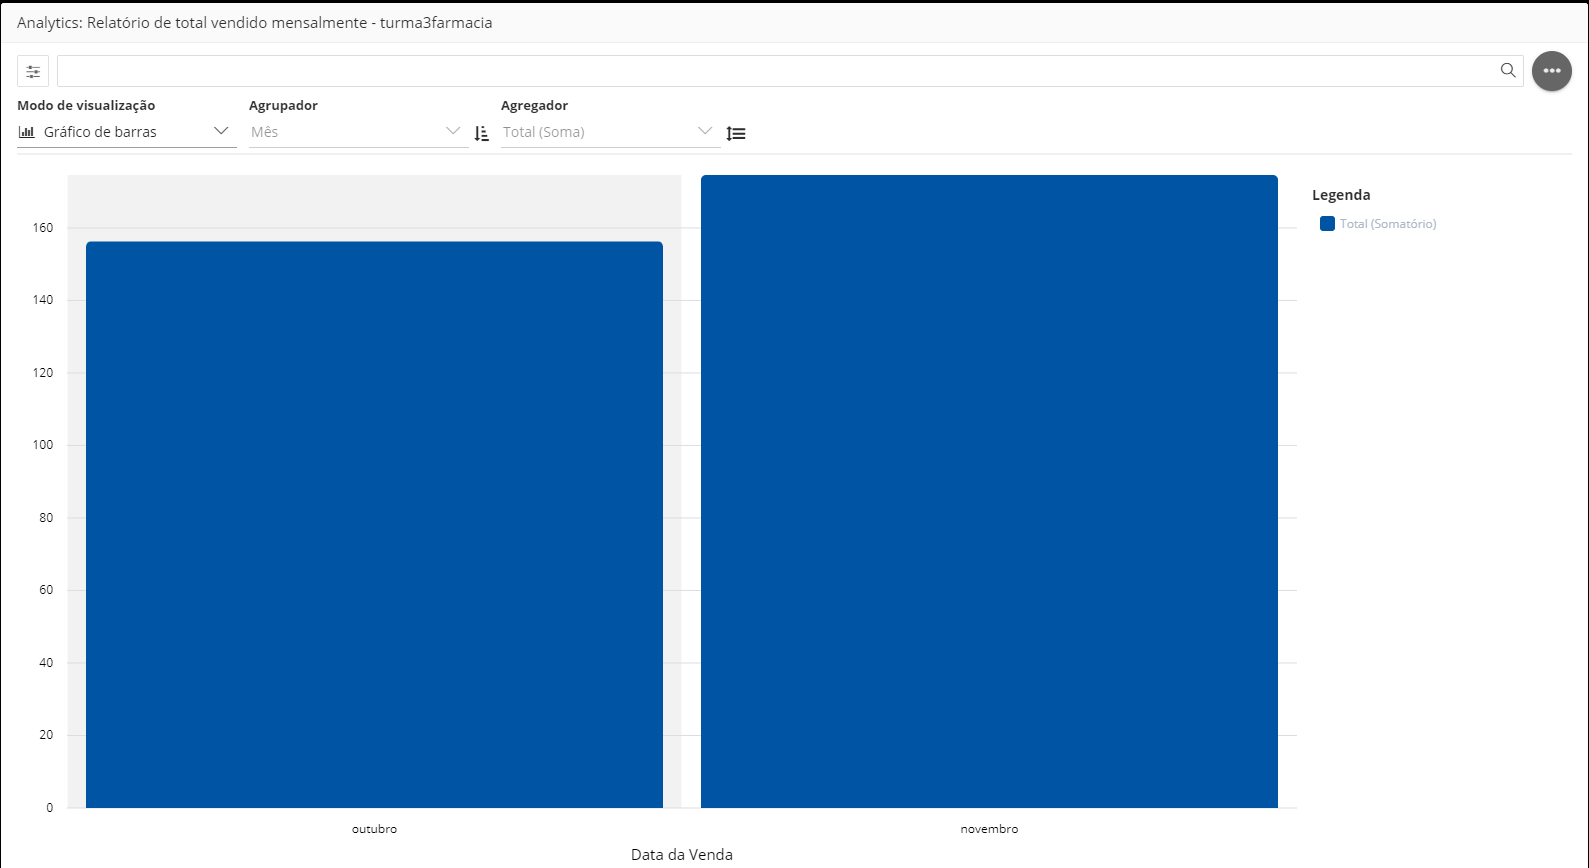 Analytics: Relatório de total vendido mensalmente - turma3farmacia
Modo de visualização
Agrupador
Agregador
Gráfico de barras
Mês
Total (Soma)
Legenda
Total (Somatório)
160
140
120
100
80
60
40
20
0
outubro
novembro
Data da Venda